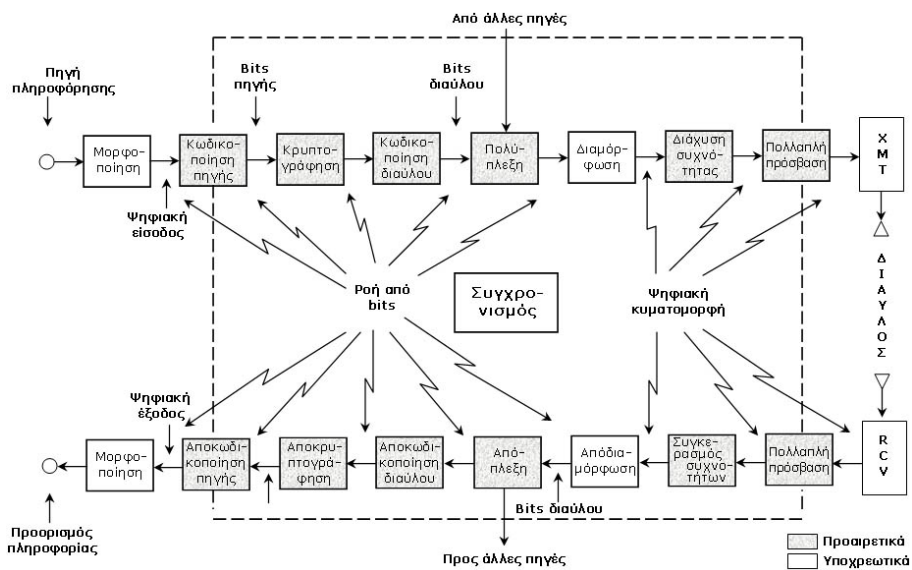 Από άλλες πηγές
Πηγή
πληροφόρησης
Bits
πηγής
Bits
διαύλου
Μορφο-
ποίηση
Κωδικο-
ποίηση
πηγής
Κρυπτο-
γράφηση
Κωδικο-
ποίηση
διαύλου
Πολύ-
πλεξη
Διαμόρ-
φωση
Διάχυση
συχνό-
τητας
Πολλαπλή
πρόσβαση
X
M
T
Ψηφιακή
είσοδος
Ροή από
bits
Συγχρο-
νισμός
Ψηφιακή
κυματομορφή
Δ
Ι
Α
Υ
Λ
Ο
Σ
Ψηφιακή
έξοδος
Μορφο-
ποίηση
Αποκωδι-
κοποίηση
πηγής
Αποκρυ-
πτογρά-
φηση
Αποκωδι-
κοποίηση
διαύλου
Από-
πλεξη
Απόδια-
μόρφωση
Συγκε-
ρασμός
συχνο-
τήτων
Πολλαπλή
πρόσβαση
R
C
V
Προορισμός
πληροφορίας
Bits διαύλου
Προς άλλες πηγές
Προαιρετικά
Υποχρεωτικά